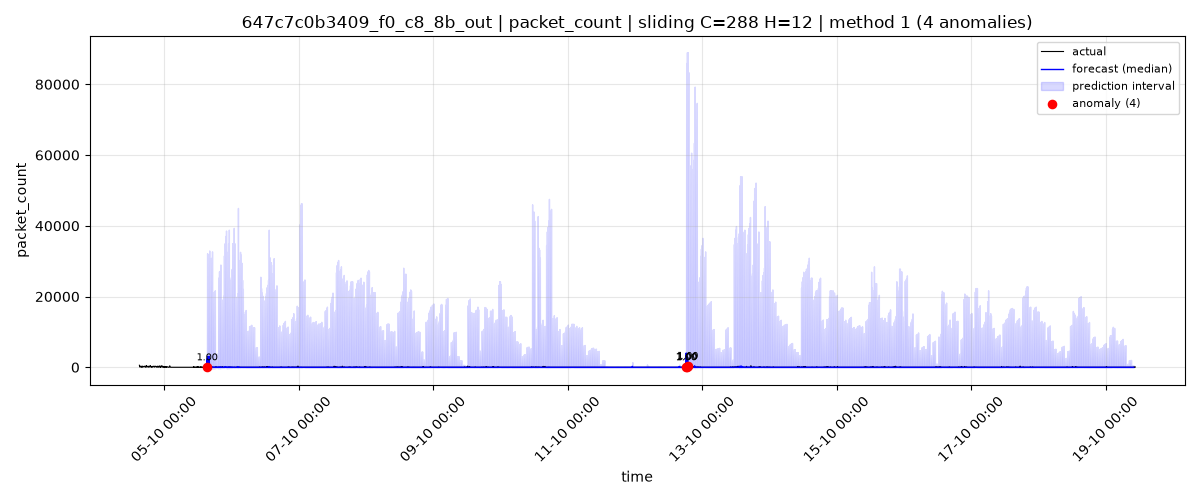 647c7c0b3409_f0_c8_8b_out | packet_count | sliding C=288 H=12 | method 1 (4 anomalies)
actual
forecast (median)
prediction interval
anomaly (4)
packet_count
80000
60000
40000
20000
0
1.00
05-10 00:00
07-10 00:00
09-10 00:00
11-10 00:00
13-10 00:00
15-10 00:00
17-10 00:00
19-10 00:00
time